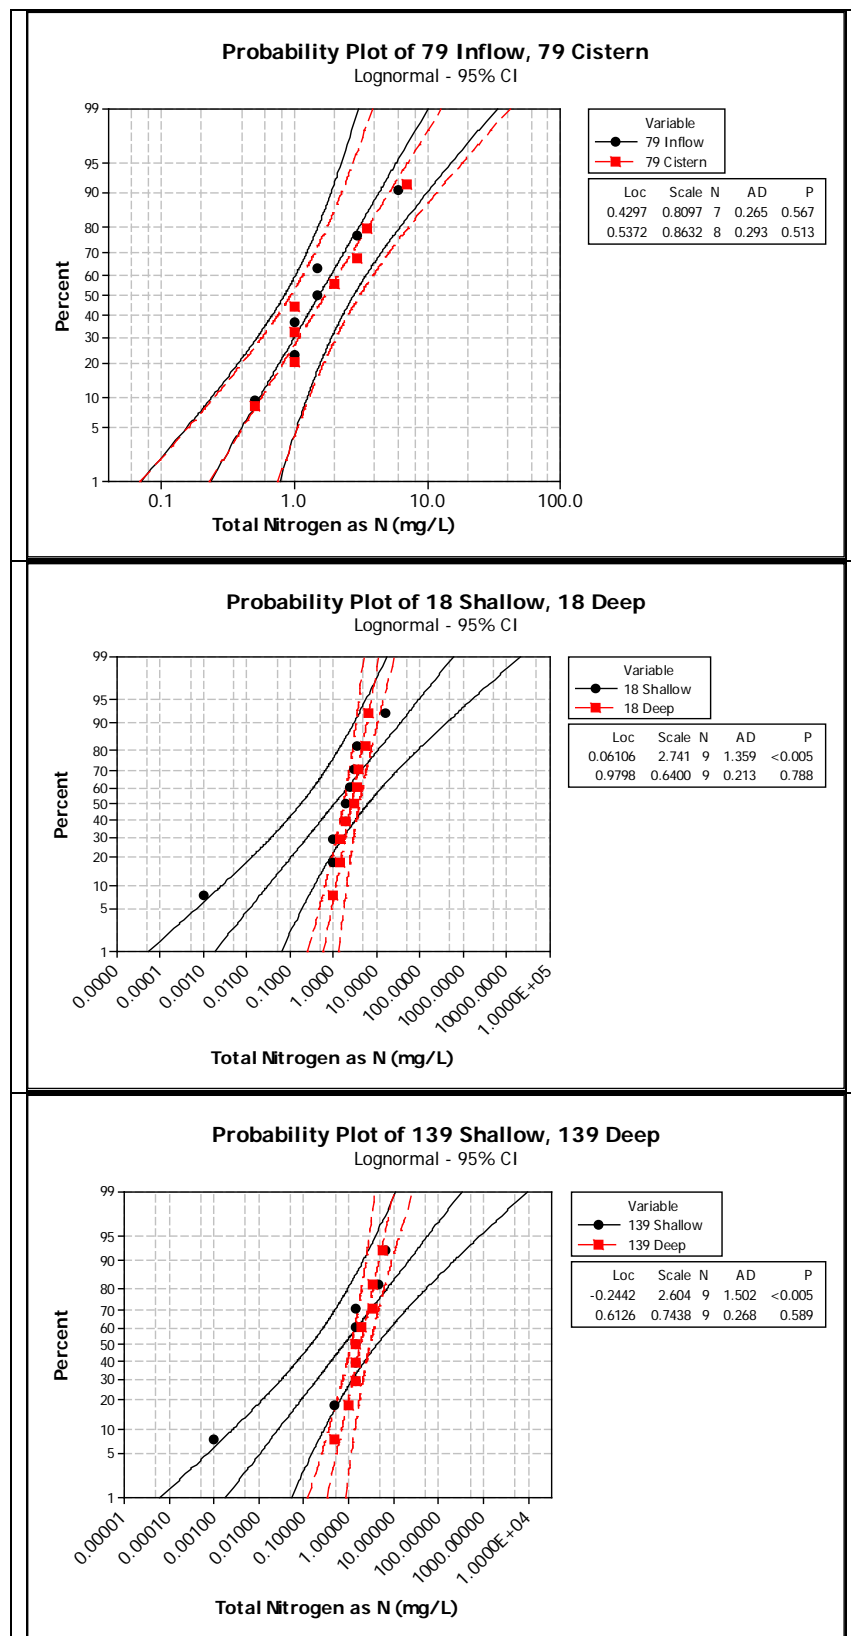 Probability Plot of 79 Inflow, 79 Cistern
Lognormal - 95% CI
Percent
99
95
90
80
70
60
50
40
30
20
10
5
1
0.1 1.0 10.0 100.0
Total Nitrogen as N (mg/L)
Variable
79 Inflow
79 Cistern
Loc Scale N AD P
0.4297 0.8097 7 0.265 0.567
0.5372 0.8632 8 0.293 0.513
Probability Plot of 18 Shallow, 18 Deep
Lognormal - 95% CI
Percent
99
95
90
80
70
60
50
40
30
20
10
5
1
0.0000 0.0001 0.0010 0.0100 0.1000 1.0000 10.0000 100.0000 1000.0000 10000.0000 1.0000E+05
Total Nitrogen as N (mg/L)
Variable
18 Shallow
18 Deep
Loc Scale N AD P
0.06106 2.741 9 1.359 <0.005
0.9798 0.6400 9 0.213 0.788
Probability Plot of 139 Shallow, 139 Deep
Lognormal - 95% CI
Percent
99
95
90
80
70
60
50
40
30
20
10
5
1
0.00001 0.00010 0.00100 0.01000 0.10000 1.00000 10.00000 100.00000 1000.00000 1.0000E+04
Total Nitrogen as N (mg/L)
Variable
139 Shallow
139 Deep
Loc Scale N AD P
-0.2442 2.604 9 1.502 <0.005
0.6126 0.7438 9 0.268 0.589